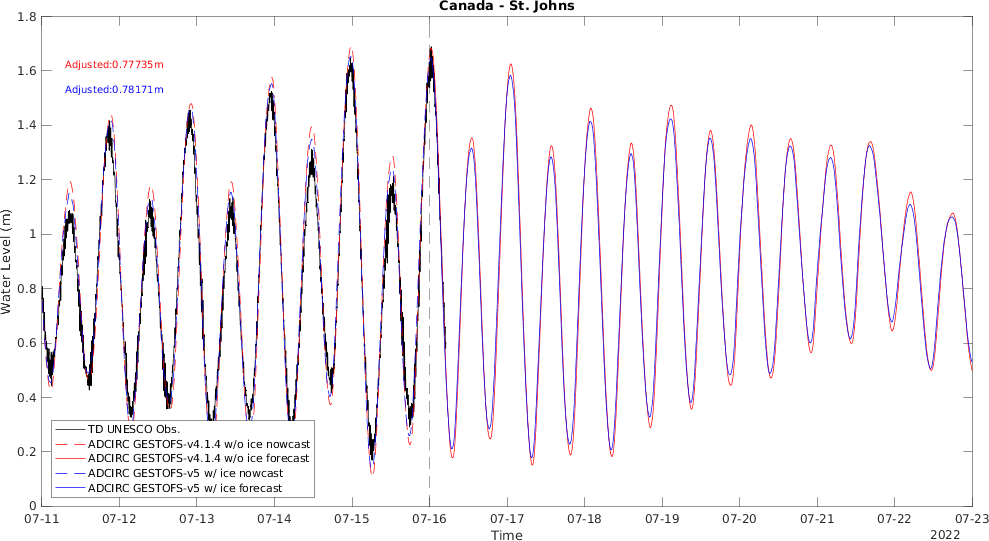 Canada - St. Johns
Adjusted:0.77735m
Adjusted:0.78171m
Water Level (m)
1.8
1.6
1.4
1.2
1
0.8
0.6
0.4
0.2
0
TD UNESCO Obs.
ADCIRC GESTOFS-v4.1.4 w/o ice nowcast
ADCIRC GESTOFS-v4.1.4 w/o ice forecast
ADCIRC GESTOFS-v5 w/ ice nowcast
ADCIRC GESTOFS-v5 w/ ice forecast
07-11 07-12 07-13 07-14 07-15 07-16 07-17 07-18 07-19 07-20 07-21 07-22 07-23
Time
2022